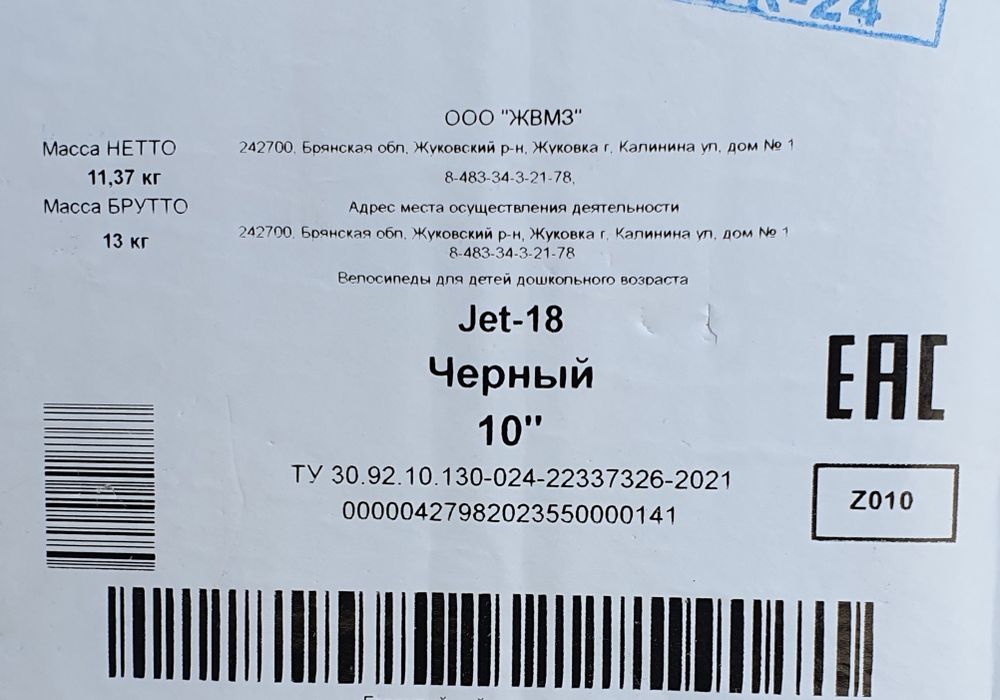 ООО "ЖВМЗ"
Масса НЕТТО
11,37 кг
Масса БРУТТО
13 кг
242700, Брянская обл, Жуковский р-н, Жуковка г, Калинина ул, дом № 1
8-483-34-3-21-78,
Адрес места осуществления деятельности
242700, Брянская обл, Жуковский р-н, Жуковка г, Калинина ул, дом № 1
8-483-34-3-21-78
Велосипеды для детей дошкольного возраста
Jet-18
Черный
10"
ТУ 30.92.10.130-024-22337326-2021
00000427982023550000141
EAC
Z010